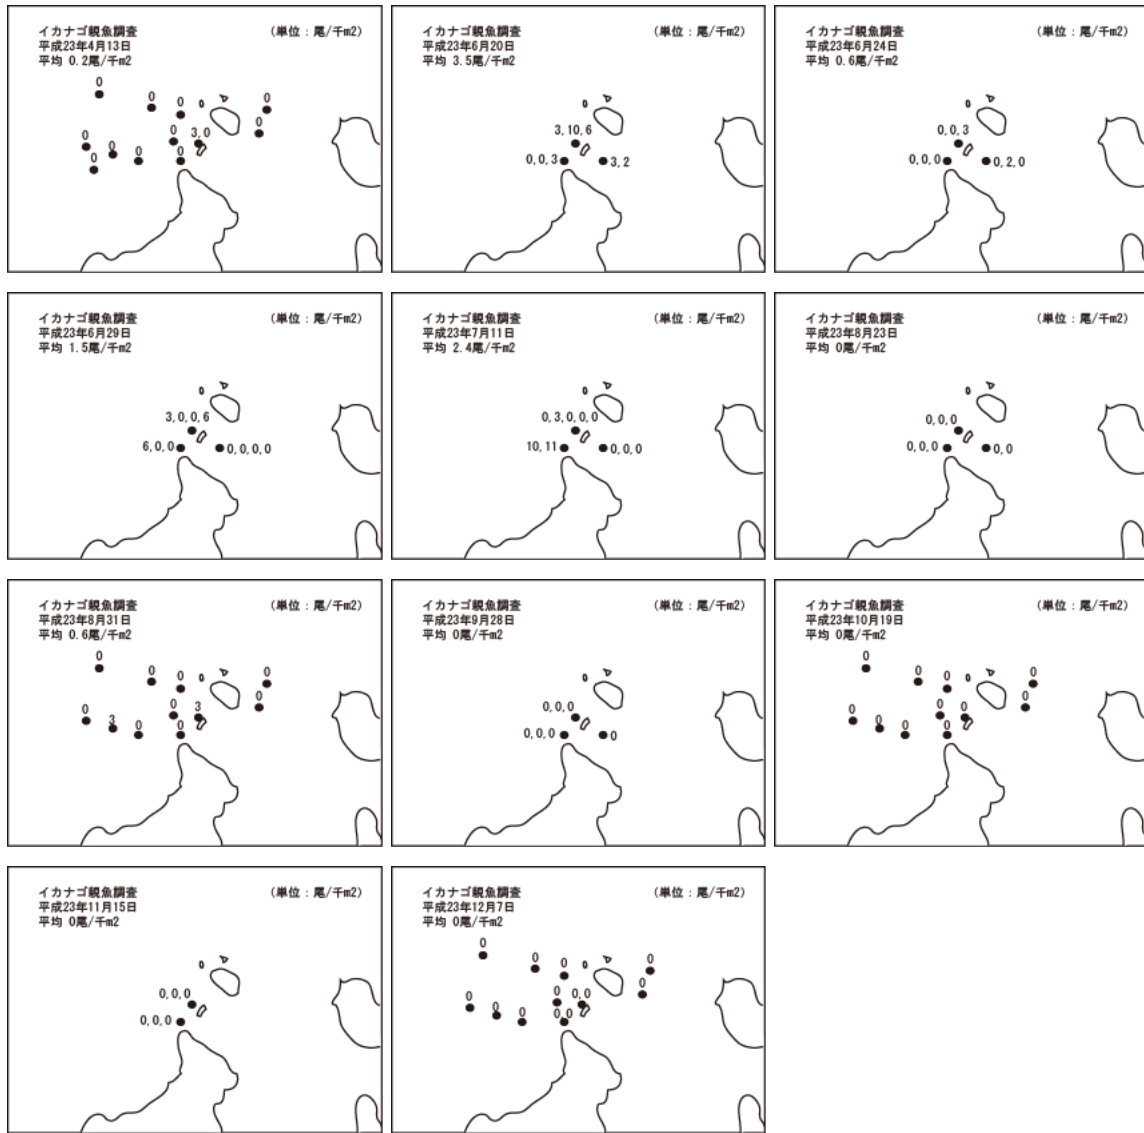 イカナゴ親魚調査 (単位：尾/千m2)
平成23年4月13日
平均 0.2尾/千m2
0
0 0 0
0 3,0 0
0 0 0 0 0
イカナゴ親魚調査 (単位：尾/千m2)
平成23年6月20日
平均 3.5尾/千m2
3,10,6
0,0,3 3,2
イカナゴ親魚調査 (単位：尾/千m2)
平成23年6月24日
平均 0.6尾/千m2
0,0,3
0,0,0 0,2,0
イカナゴ親魚調査 (単位：尾/千m2)
平成23年6月29日
平均 1.5尾/千m2
3,0,0,6
6,0,0 0,0,0,0
イカナゴ親魚調査 (単位：尾/千m2)
平成23年7月11日
平均 2.4尾/千m2
0,3,0,0,0
10,11 0,0,0
イカナゴ親魚調査 (単位：尾/千m2)
平成23年8月23日
平均 0尾/千m2
0,0,0
0,0,0 0,0
イカナゴ親魚調査 (単位：尾/千m2)
平成23年8月31日
平均 0.6尾/千m2
0 0
0 0
0
0 0 3
3 0 0
イカナゴ親魚調査 (単位：尾/千m2)
平成23年9月28日
平均 0尾/千m2
0,0,0
0,0,0 0
イカナゴ親魚調査 (単位：尾/千m2)
平成23年10月19日
平均 0尾/千m2
0 0
0 0
0
0 0 0
0 0 0
イカナゴ親魚調査 (単位：尾/千m2)
平成23年11月15日
平均 0尾/千m2
0,0,0
0,0,0
イカナゴ親魚調査 (単位：尾/千m2)
平成23年12月7日
平均 0尾/千m2
0
0 0 0
0
0 0 0,0
0 0 0,0